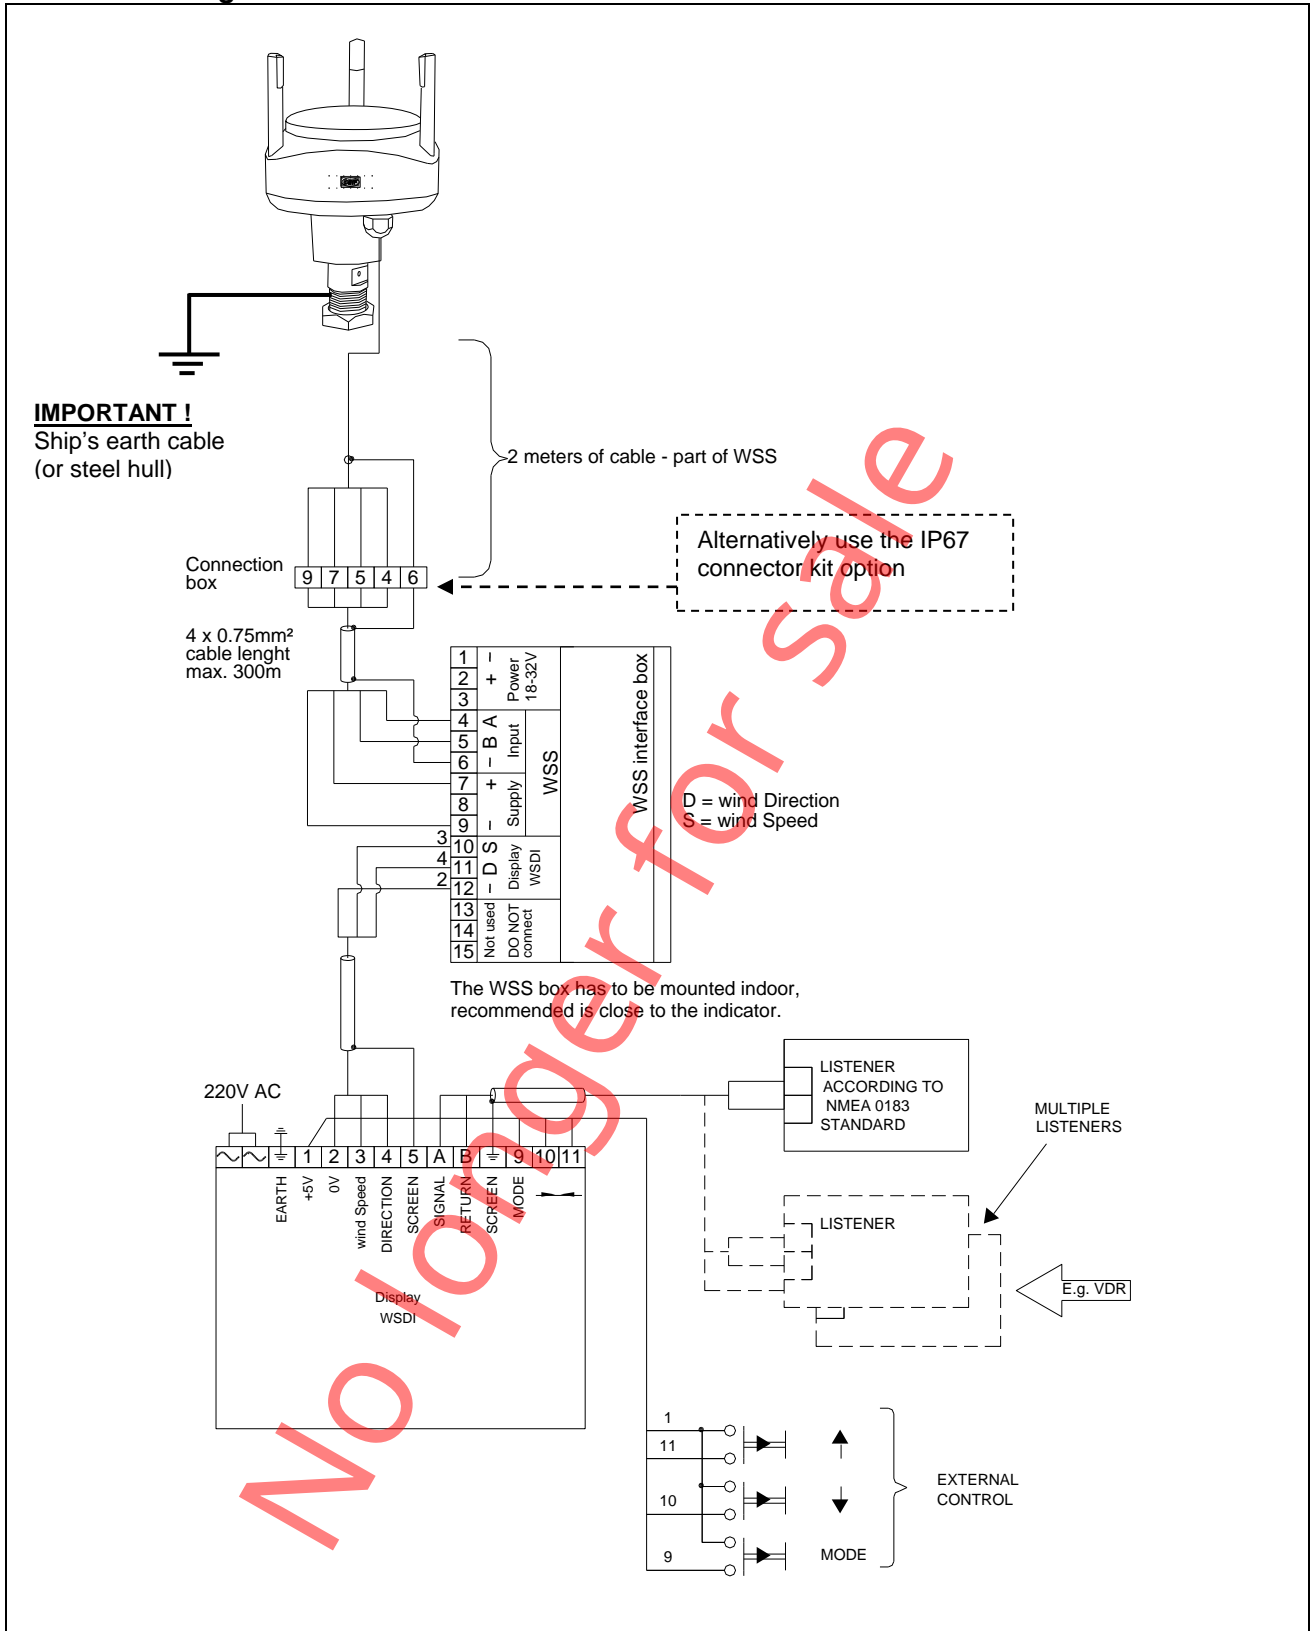 IMPORTANT !
Ship's earth cable
(or steel hull)
2 meters of cable - part of WSS
Alternatively use the IP67
connector kit option
Connection
box
9 7 5 4 6
4 x 0.75mm²
cable lenght
max. 300m
1 −
2 +
3
Power
18-32V
4 A
5 B
6 −
Input
7 +
8
9 −
Supply
WSS
3 10 S
4 11 D
2 12 −
Display
WSDI
13
14
15
Not used
DO NOT
connect
WSS interface box
D = wind Direction
S = wind Speed
The WSS box has to be mounted indoor,
recommended is close to the indicator.
220V AC
LISTENER
ACCORDING TO
NMEA 0183
STANDARD
MULTIPLE
LISTENERS
1 2 3 4 5 A B 9 10 11
EARTH
+5V
0V
wind Speed
DIRECTION
SCREEN
SIGNAL
RETURN
SCREEN
MODE
LISTENER
E.g. VDR
Display
WSDI
1
11
10
9
MODE
EXTERNAL
CONTROL
No longer for sale